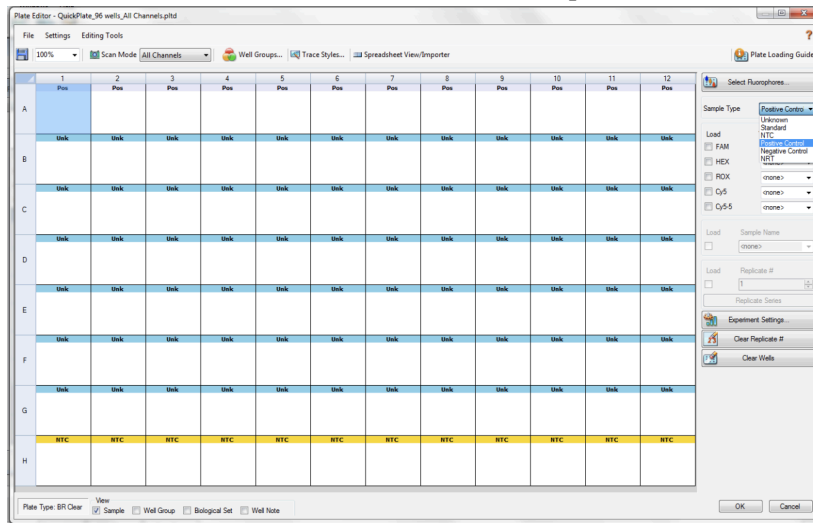 Plate Editor - QuickPlate_96 wells_All Channels.pltd
File Settings Editing Tools ?
100% Scan Mode All Channels Well Groups... Trace Styles... Spreadsheet View/Importer Plate Loading Guide
1 2 3 4 5 6 7 8 9 10 11 12
Pos Pos Pos Pos Pos Pos Pos Pos Pos Pos Pos Pos
A
Unk Unk Unk Unk Unk Unk Unk Unk Unk Unk Unk Unk
B
Unk Unk Unk Unk Unk Unk Unk Unk Unk Unk Unk Unk
C
Unk Unk Unk Unk Unk Unk Unk Unk Unk Unk Unk Unk
D
Unk Unk Unk Unk Unk Unk Unk Unk Unk Unk Unk Unk
E
Unk Unk Unk Unk Unk Unk Unk Unk Unk Unk Unk Unk
F
Unk Unk Unk Unk Unk Unk Unk Unk Unk Unk Unk Unk
G
NTC NTC NTC NTC NTC NTC NTC NTC NTC NTC NTC NTC
H
Select Fluorophores...
Sample Type Positive Contro
Unknown
Standard
NTC
Positive Control
Negative Control
NRT
Load
FAM
HEX
ROX <none>
Cy5 <none>
Cy5-5 <none>
Load Sample Name
<none>
Load Replicate #
1
Replicate Series
Experiment Settings...
Clear Replicate #
Clear Wells
Plate Type: BR Clear View
Sample Well Group Biological Set Well Note
OK Cancel